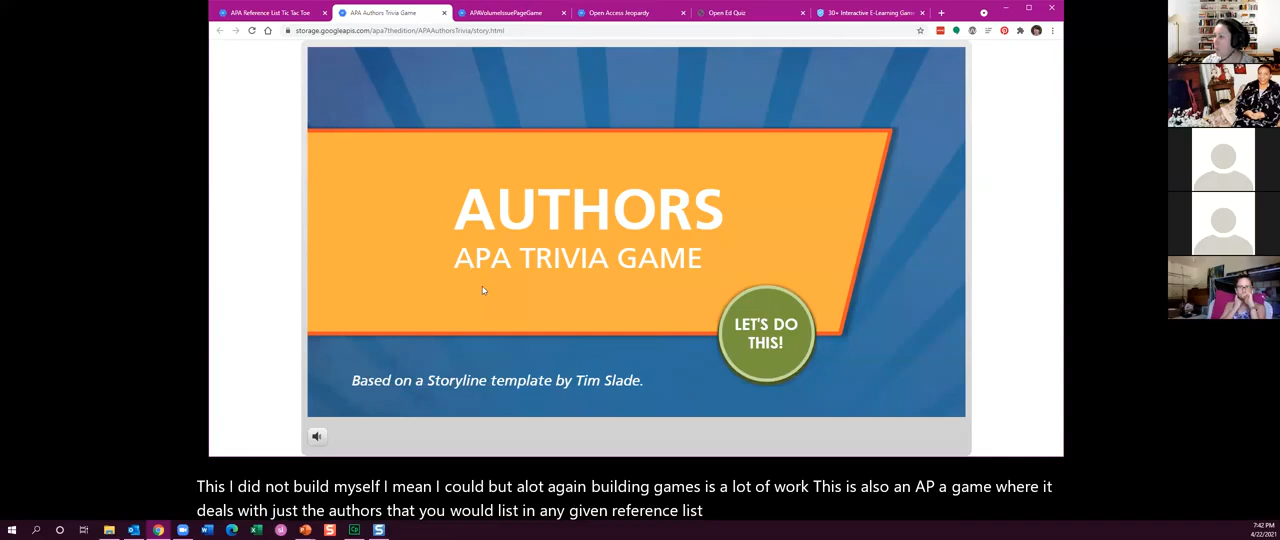 APA Reference List Tic Tac Toe
APA Authors Trivia Game
APAVolumeIssuePageGame
Open Access Jeopardy
Open Ed Quiz
30+ Interactive E-Learning Gam
storage.googleapis.com/apa7thedition/APAAuthorsTrivia/story.html
AUTHORS
APA TRIVIA GAME
LET'S DO
THIS!
Based on a Storyline template by Tim Slade.
This I did not build myself I mean I could but alot again building games is a lot of work This is also an AP a game where it
deals with just the authors that you would list in any given reference list
7:42 PM
4/22/2021